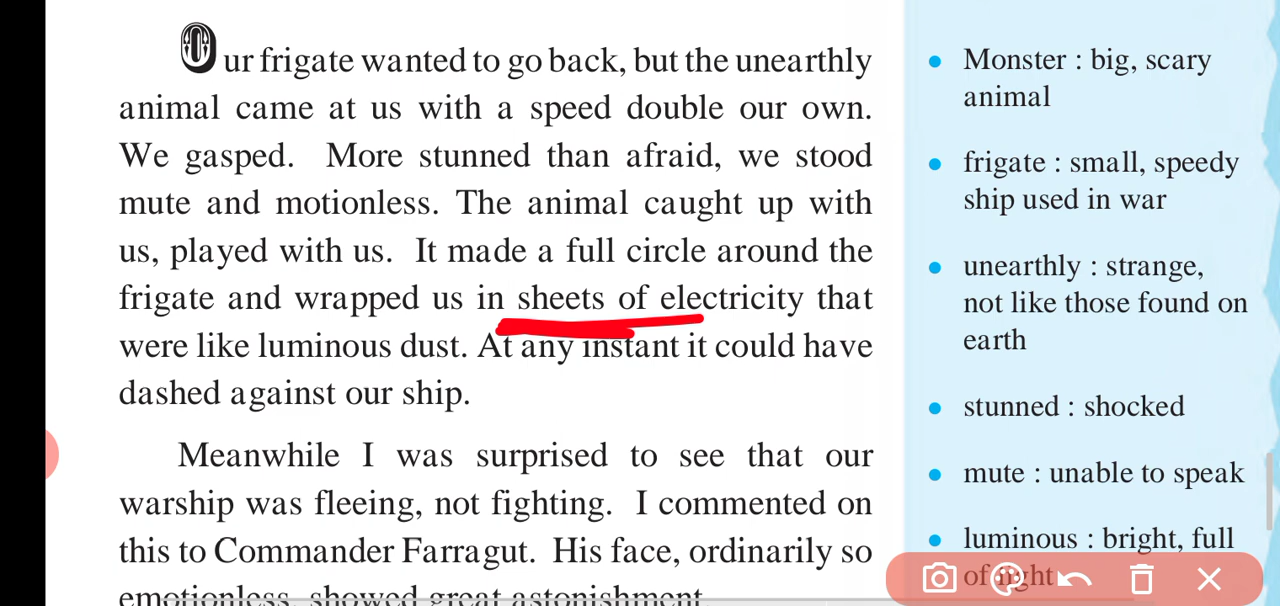 Our frigate wanted to go back, but the unearthly
animal came at us with a speed double our own.
We gasped. More stunned than afraid, we stood
mute and motionless. The animal caught up with
us, played with us. It made a full circle around the
frigate and wrapped us in sheets of electricity that
were like luminous dust. At any instant it could have
dashed against our ship.
Meanwhile I was surprised to see that our
warship was fleeing, not fighting. I commented on
this to Commander Farragut. His face, ordinarily so
emotionless, showed great astonishment.
• Monster : big, scary
animal
• frigate : small, speedy
ship used in war
• unearthly : strange,
not like those found on
earth
• stunned : shocked
• mute : unable to speak
• luminous : bright, full
of light